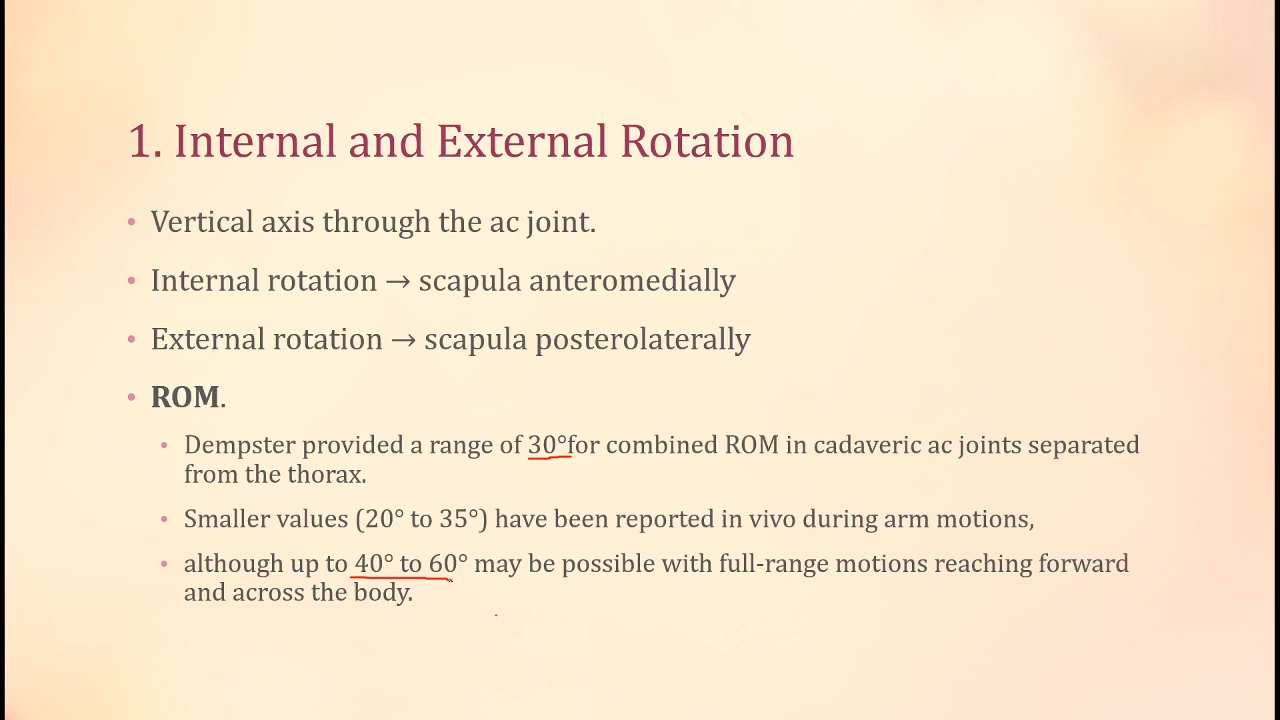 1. Internal and External Rotation
• Vertical axis through the ac joint.
• Internal rotation → scapula anteromedially
• External rotation → scapula posterolaterally
• ROM.
• Dempster provided a range of 30°for combined ROM in cadaveric ac joints separated
from the thorax.
• Smaller values (20° to 35°) have been reported in vivo during arm motions,
• although up to 40° to 60° may be possible with full-range motions reaching forward
and across the body.